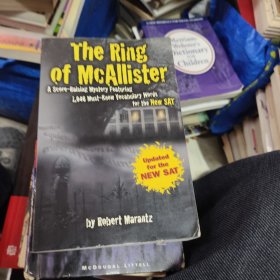 The Ring
of McAllister
A Score-Raising Mystery Featuring
1,046 Must-Know Vocabulary Words
for the New SAT
Updated
for the
NEW SAT
by Robert Marantz
McDougal Littell
Merriam-
Webster's
Dictionary
for
Children